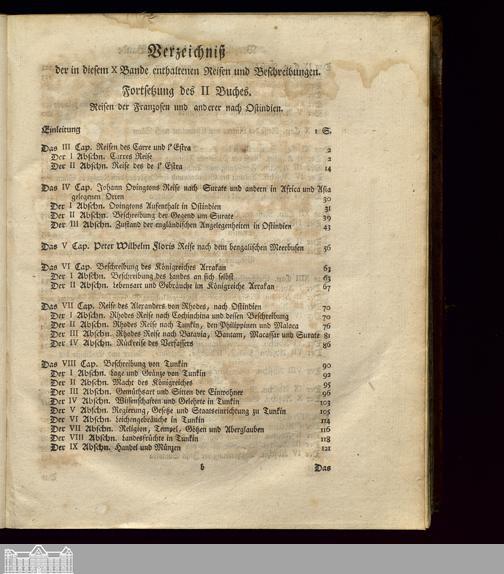 Verzeichniß
der in diesem X Bande enthaltenen Reisen und Beschreibungen.
Fortsetzung des II Buches.
Reisen der Franzosen und anderer nach Ostindien.
Einleitung 1 S.
Das III Cap. Reisen des Carre und l' Estra 2
Der I Abschn. Carres Reise 2
Der II Abschn. Reise des de l' Estra 14
Das IV Cap. Johann Ovingtons Reise nach Surate und andern in Africa und Asia
gelegenen Orten 30
Der I Abschn. Ovingtons Aufenthalt in Ostindien 31
Der II Abschn. Beschreibung der Gegend um Surate 39
Der III Abschn. Zustand der engländischen Angelegenheiten in Ostindien 43
Das V Cap. Peter Wilhelm Floris Reise nach dem bengalischen Meerbusen 56
Das VI Cap. Beschreibung des Königreiches Arrakan 63
Der I Abschn. Beschreibung des Landes an sich selbst 63
Der II Abschn. Lebensart und Gebräuche im Königreiche Arrakan 67
Das VII Cap. Reise des Alexanders von Rhodes, nach Ostindien 70
Der I Abschn. Rhodes Reise nach Cochinchina und dessen Beschreibung 70
Der II Abschn. Rhodes Reise nach Tunkin, den Philippinen und Malaca 76
Der III Abschn. Rhodes Reise nach Batavia, Bantam, Macassar und Surate 81
Der IV Abschn. Rückreise des Verfassers 86
Das VIII Cap. Beschreibung von Tunkin 90
Der I Abschn. Lage und Gränze von Tunkin 92
Der II Abschn. Macht des Königreiches 95
Der III Abschn. Gemüthsart und Sitten der Einwohner 96
Der IV Abschn. Wissenschaften und Gelehrte in Tunkin 103
Der V Abschn. Regierung, Gesetze und Staatseinrichtung zu Tunkin 105
Der VI Abschn. Leichengebräuche in Tunkin 114
Der VII Abschn. Religion, Tempel, Götzen und Aberglauben 116
Der VIII Abschn. Landesfrüchte in Tunkin 118
Der IX Abschn. Handel und Münzen 121
b Das